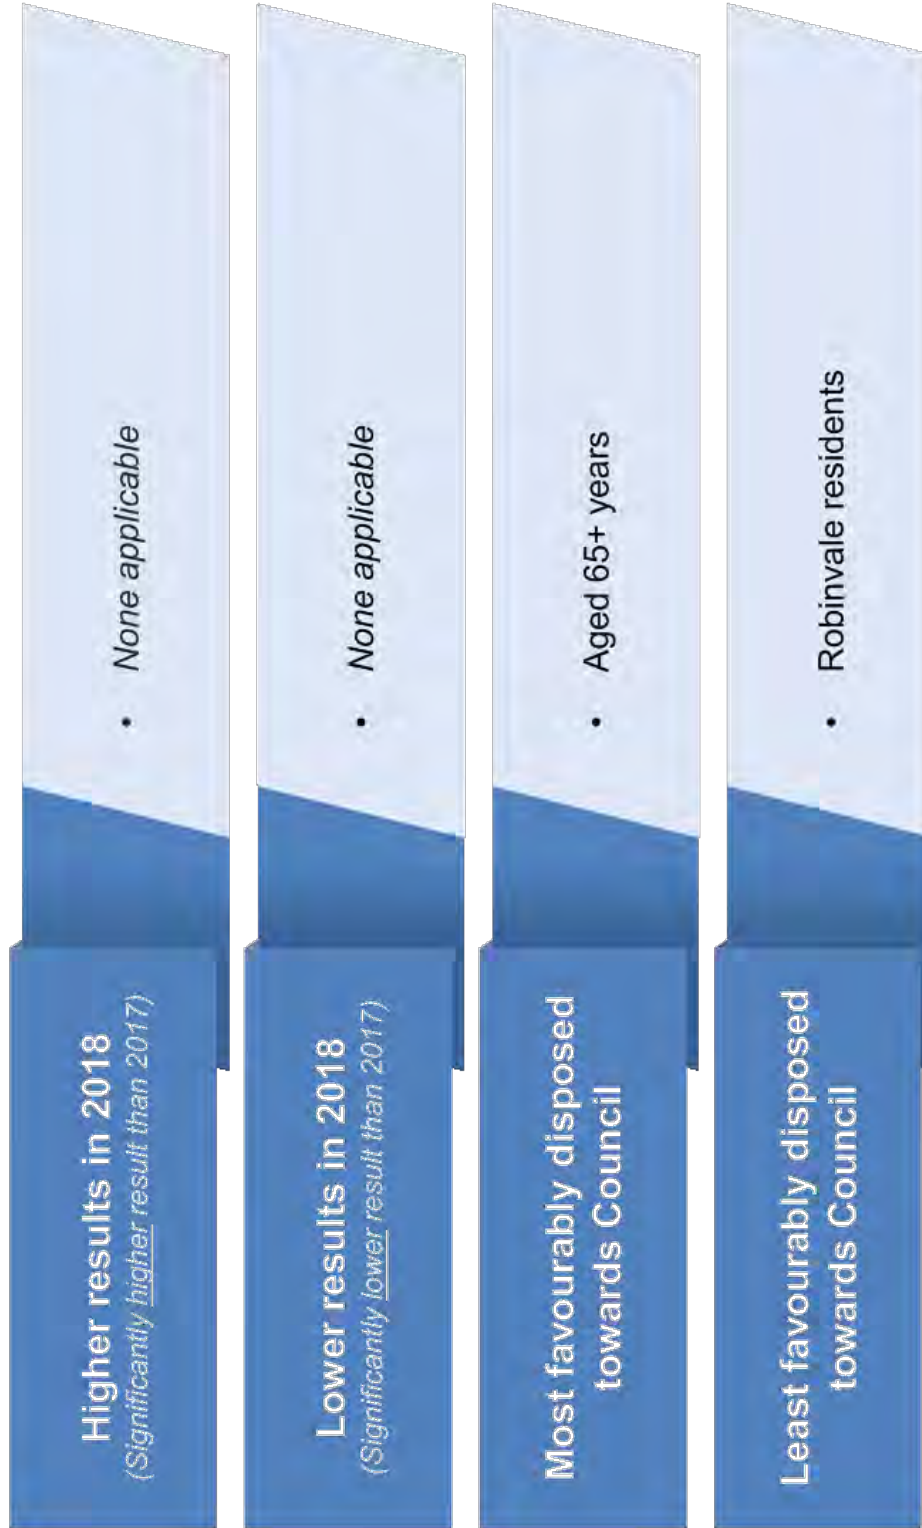 Higher results in 2018
(Significantly higher result than 2017)
• None applicable
Lower results in 2018
(Significantly lower result than 2017)
• None applicable
Most favourably disposed
towards Council
• Aged 65+ years
Least favourably disposed
towards Council
• Robinvale residents